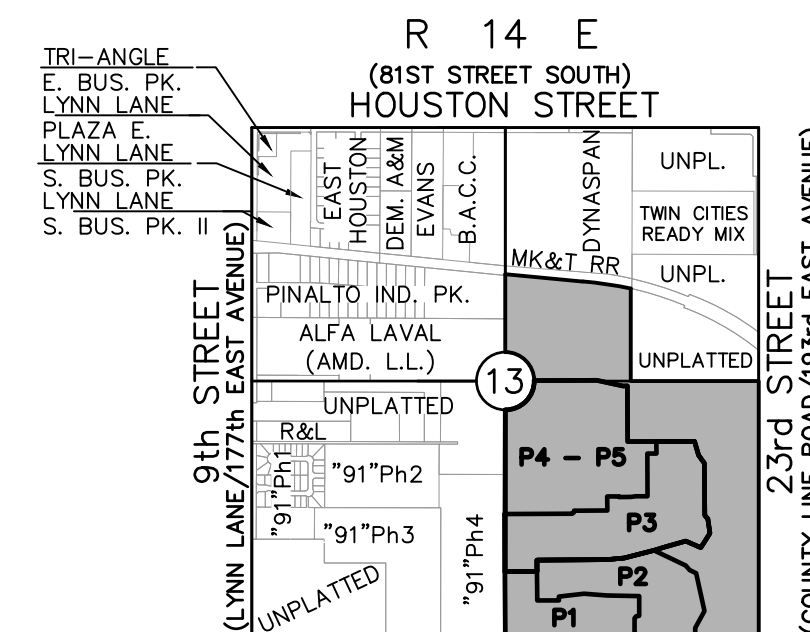 R 14 E
(81ST STREET SOUTH)
HOUSTON STREET
TRI-ANGLE
E. BUS. PK.
LYNN LANE
PLAZA E.
LYNN LANE
S. BUS. PK.
LYNN LANE
S. BUS. PK. II
EAST
HOUSTON
DEM. A&M
EVANS
B.A.C.C.
DYNASPAN
UNPL.
TWIN CITIES
READY MIX
UNPL.
MK&T RR
PINALTO IND. PK.
ALFA LAVAL
(AMD. L.L.)
UNPLATTED
13
UNPLATTED
R&L
"91"Ph1
"91"Ph2
"91"Ph3
"91"Ph4
UNPLATTED
P4 - P5
P3
P2
P1
9th STREET
(LYNN LANE/177th EAST AVENUE)
23rd STREET
(COUNTY LINE ROAD/193rd EAST AVENUE)